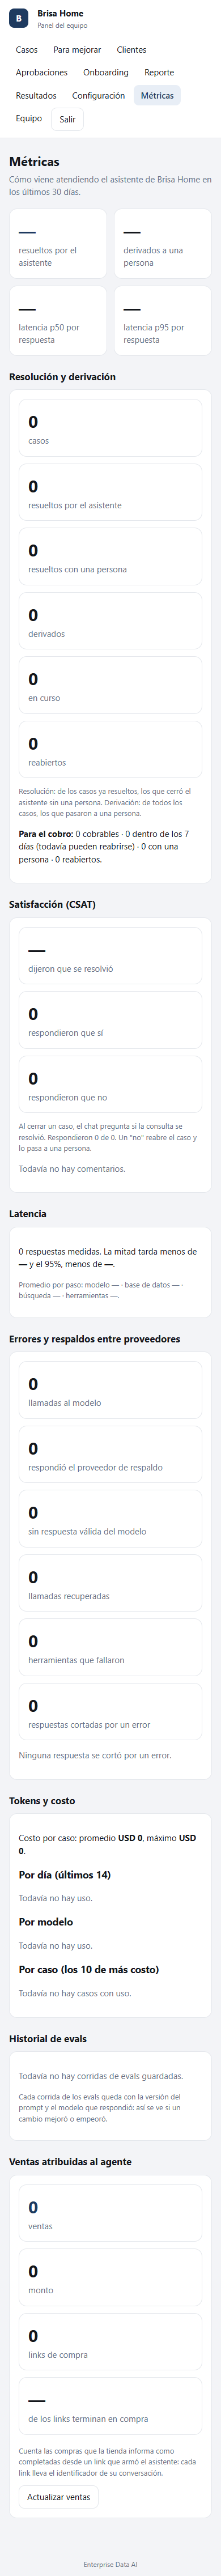 B
Brisa Home
Panel del equipo
Casos Para mejorar Clientes
Aprobaciones Onboarding Reporte
Resultados Configuración Métricas
Equipo Salir
Métricas
Cómo viene atendiendo el asistente de Brisa Home en
los últimos 30 días.
—
resueltos por el
asistente
—
derivados a una
persona
—
latencia p50 por
respuesta
—
latencia p95 por
respuesta
Resolución y derivación
0
casos
0
resueltos por el asistente
0
resueltos con una persona
0
derivados
0
en curso
0
reabiertos
Resolución: de los casos ya resueltos, los que cerró el
asistente sin una persona. Derivación: de todos los
casos, los que pasaron a una persona.
Para el cobro: 0 cobrables · 0 dentro de los 7
días (todavía pueden reabrirse) · 0 con una
persona · 0 reabiertos.
Satisfacción (CSAT)
—
dijeron que se resolvió
0
respondieron que sí
0
respondieron que no
Al cerrar un caso, el chat pregunta si la consulta se
resolvió. Respondieron 0 de 0. Un "no" reabre el caso y
lo pasa a una persona.
Todavía no hay comentarios.
Latencia
0 respuestas medidas. La mitad tarda menos de
— y el 95%, menos de —.
Promedio por paso: modelo — · base de datos — ·
búsqueda — · herramientas —.
Errores y respaldos entre proveedores
0
llamadas al modelo
0
respondió el proveedor de respaldo
0
sin respuesta válida del modelo
0
llamadas recuperadas
0
herramientas que fallaron
0
respuestas cortadas por un error
Ninguna respuesta se cortó por un error.
Tokens y costo
Costo por caso: promedio USD 0, máximo USD
0.
Por día (últimos 14)
Todavía no hay uso.
Por modelo
Todavía no hay uso.
Por caso (los 10 de más costo)
Todavía no hay casos con uso.
Historial de evals
Todavía no hay corridas de evals guardadas.
Cada corrida de los evals queda con la versión del
prompt y el modelo que respondió: así se ve si un
cambio mejoró o empeoró.
Ventas atribuidas al agente
0
ventas
0
monto
0
links de compra
—
de los links terminan en compra
Cuenta las compras que la tienda informa como
completadas desde un link que armó el asistente: cada
link lleva el identificador de su conversación.
Actualizar ventas
Enterprise Data AI